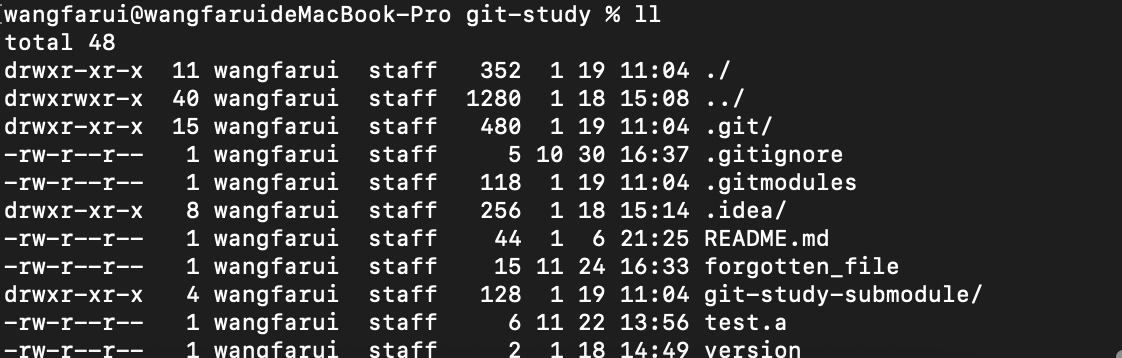 wangfarui@wangfaruideMacBook-Pro git-study % ll
total 48
drwxr-xr-x  11 wangfarui  staff   352  1 19 11:04 ./
drwxrwxr-x  40 wangfarui  staff  1280  1 18 15:08 ../
drwxr-xr-x  15 wangfarui  staff   480  1 19 11:04 .git/
-rw-r--r--   1 wangfarui  staff     5 10 30 16:37 .gitignore
-rw-r--r--   1 wangfarui  staff   118  1 19 11:04 .gitmodules
drwxr-xr-x   8 wangfarui  staff   256  1 18 15:14 .idea/
-rw-r--r--   1 wangfarui  staff    44  1  6 21:25 README.md
-rw-r--r--   1 wangfarui  staff    15 11 24 16:33 forgotten_file
drwxr-xr-x   4 wangfarui  staff   128  1 19 11:04 git-study-submodule/
-rw-r--r--   1 wangfarui  staff     6 11 22 13:56 test.a
-rw-r--r--   1 wangfarui  staff     2  1 18 14:49 version